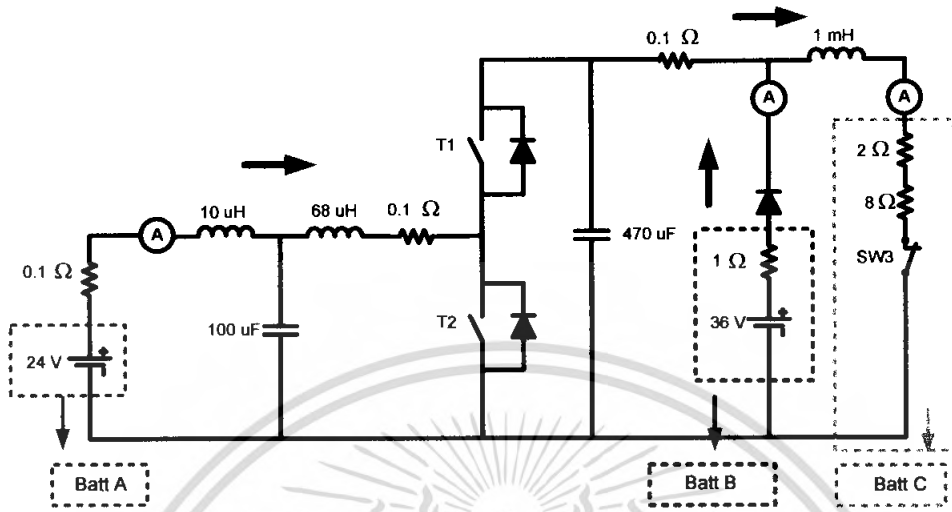 0.1 Ω
1 mH
A
A
T1
2 Ω
8 Ω
10 uH
68 uH
0.1 Ω
A
SW3
470 uF
1 Ω
0.1 Ω
100 uF
T2
36 V
+
24 V
+
Batt A
Batt B
Batt C